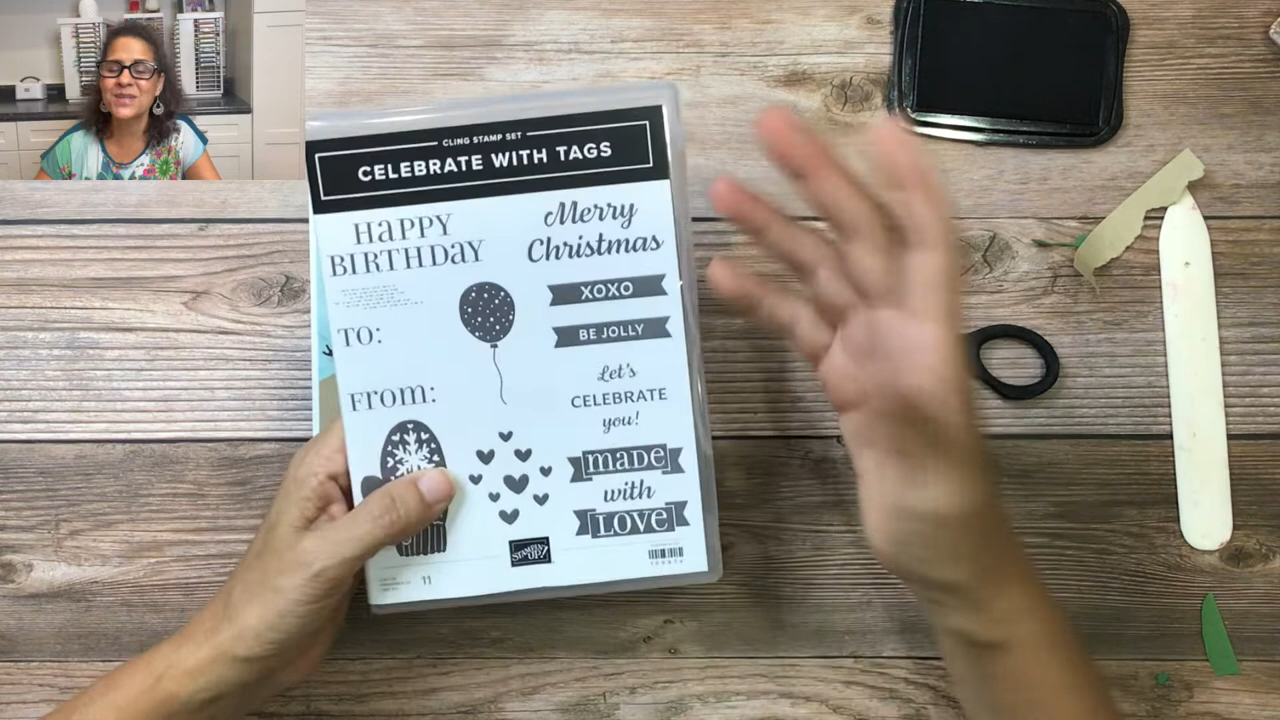 CLING STAMP SET
CELEBRATE WITH TAGS
HAPPY
BIRTHDAY
TO:
FROM:
Merry
Christmas
XOXO
BE JOLLY
Let's
CELEBRATE
you!
MADE
with
LOVE
STAMPIN' UP!
11